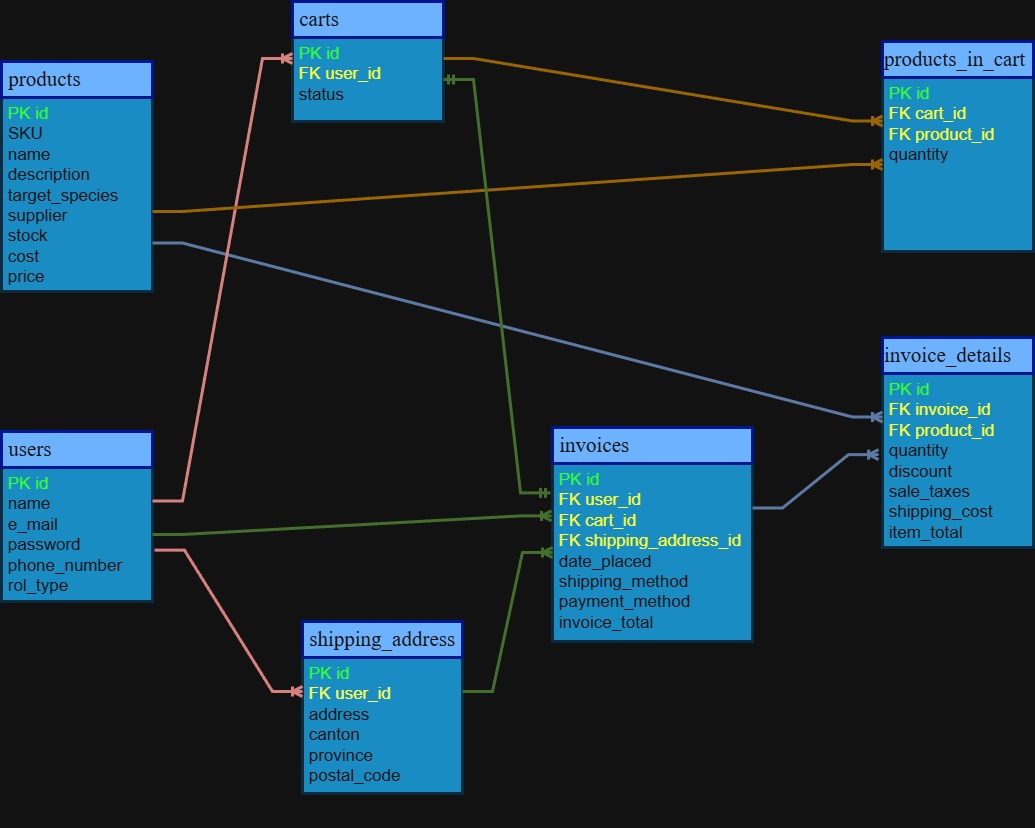 carts
PK id
FK user_id
status
products_in_cart
PK id
FK cart_id
FK product_id
quantity
products
PK id
SKU
name
description
target_species
supplier
stock
cost
price
invoice_details
PK id
FK invoice_id
FK product_id
quantity
discount
sale_taxes
shipping_cost
item_total
users
PK id
name
e_mail
password
phone_number
rol_type
invoices
PK id
FK user_id
FK cart_id
FK shipping_address_id
date_placed
shipping_method
payment_method
invoice_total
shipping_address
PK id
FK user_id
address
canton
province
postal_code